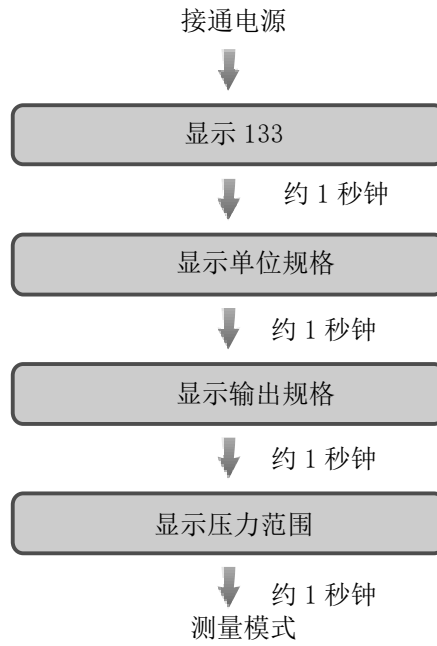 接通电源
显示 133
约 1 秒钟
显示单位规格
约 1 秒钟
显示输出规格
约 1 秒钟
显示压力范围
约 1 秒钟
测量模式